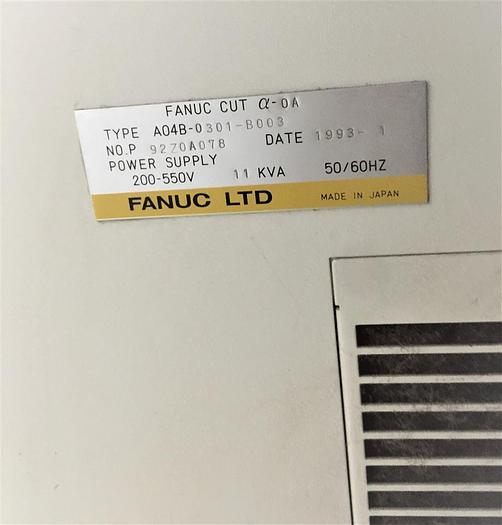 FANUC CUT α-0A
TYPE A04B-0301-B003
NO.P 92Z0A078 DATE 1993- 1
POWER SUPPLY
200-550V 11 KVA 50/60HZ
FANUC LTD MADE IN JAPAN